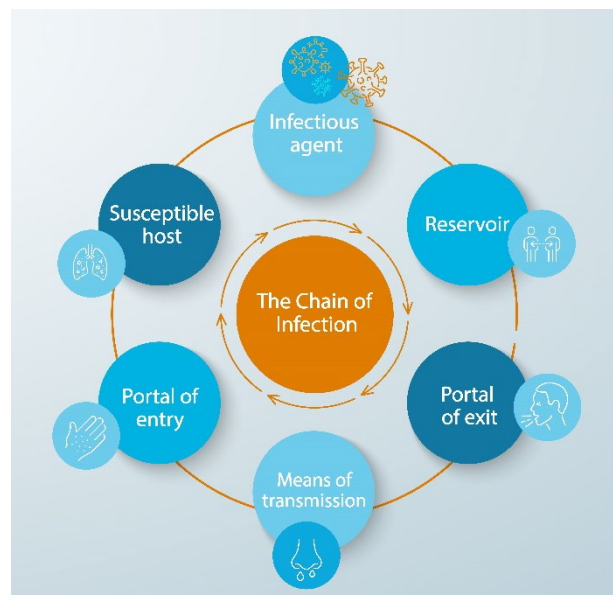 Infectious
agent
Reservoir
Portal
of exit
Means of
transmission
Portal of
entry
Susceptible
host
The Chain of
Infection